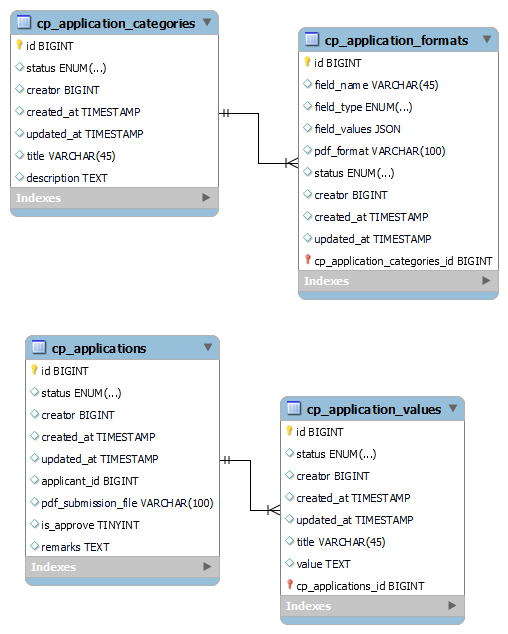 cp_application_categories
id BIGINT
status ENUM(...)
creator BIGINT
created_at TIMESTAMP
updated_at TIMESTAMP
title VARCHAR(45)
description TEXT
Indexes
cp_application_formats
id BIGINT
field_name VARCHAR(45)
field_type ENUM(...)
field_values JSON
pdf_format VARCHAR(100)
status ENUM(...)
creator BIGINT
created_at TIMESTAMP
updated_at TIMESTAMP
cp_application_categories_id BIGINT
Indexes
cp_applications
id BIGINT
status ENUM(...)
creator BIGINT
created_at TIMESTAMP
updated_at TIMESTAMP
applicant_id BIGINT
pdf_submission_file VARCHAR(100)
is_approve TINYINT
remarks TEXT
Indexes
cp_application_values
id BIGINT
status ENUM(...)
creator BIGINT
created_at TIMESTAMP
updated_at TIMESTAMP
title VARCHAR(45)
value TEXT
cp_applications_id BIGINT
Indexes